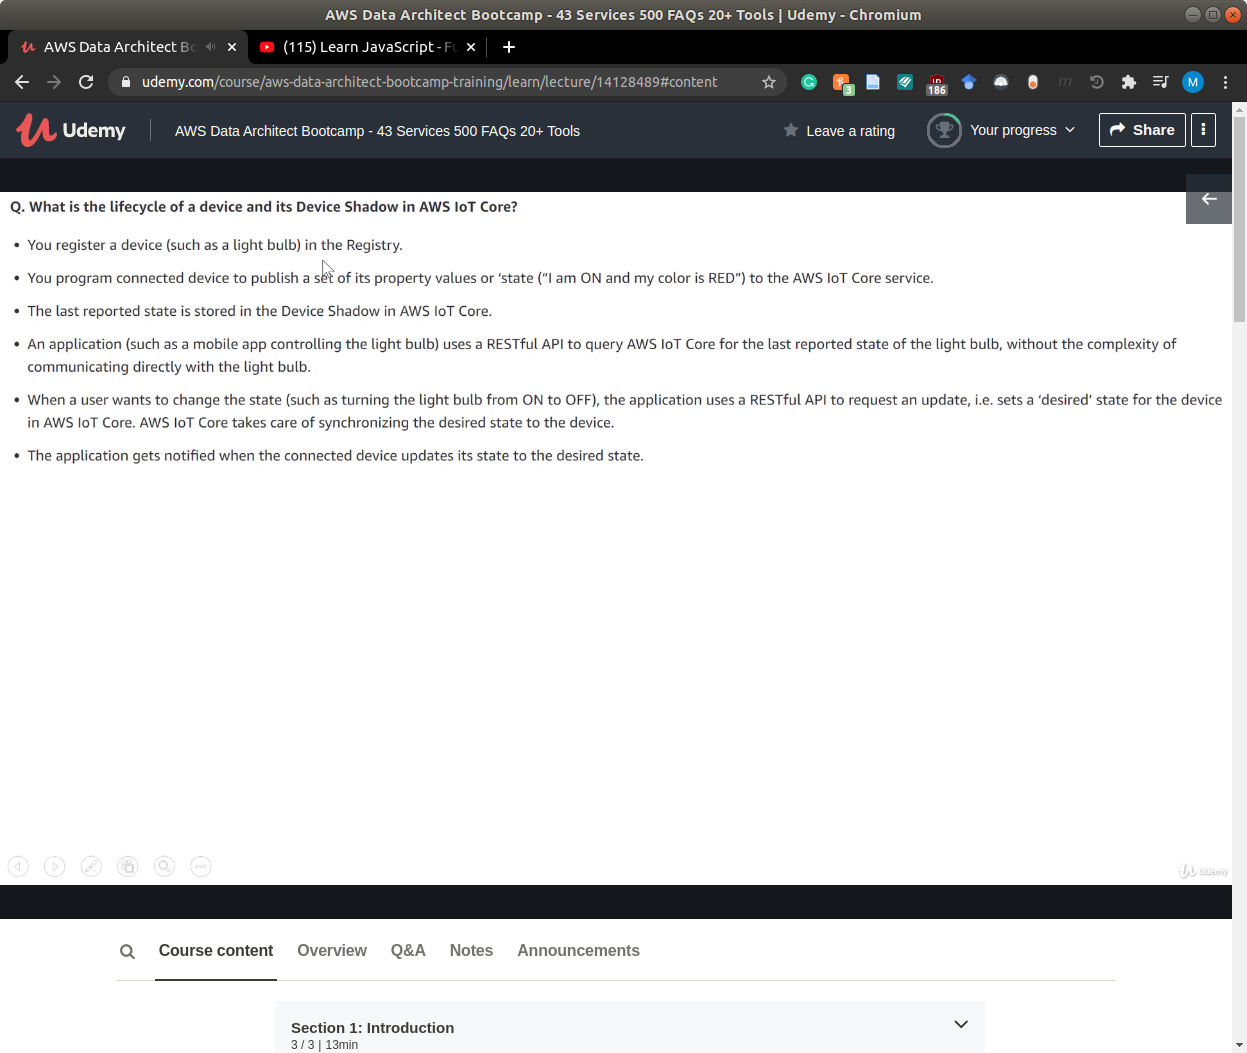 AWS Data Architect Bootcamp - 43 Services 500 FAQs 20+ Tools | Udemy - Chromium
AWS Data Architect Bo
(115) Learn JavaScript - Fu
udemy.com/course/aws-data-architect-bootcamp-training/learn/lecture/14128489#content
3
186
M
Udemy
AWS Data Architect Bootcamp - 43 Services 500 FAQs 20+ Tools
Leave a rating
Your progress
Share
Q. What is the lifecycle of a device and its Device Shadow in AWS IoT Core?
• You register a device (such as a light bulb) in the Registry.
• You program connected device to publish a set of its property values or ‘state (“I am ON and my color is RED”) to the AWS IoT Core service.
• The last reported state is stored in the Device Shadow in AWS IoT Core.
• An application (such as a mobile app controlling the light bulb) uses a RESTful API to query AWS IoT Core for the last reported state of the light bulb, without the complexity of
communicating directly with the light bulb.
• When a user wants to change the state (such as turning the light bulb from ON to OFF), the application uses a RESTful API to request an update, i.e. sets a ‘desired’ state for the device
in AWS IoT Core. AWS IoT Core takes care of synchronizing the desired state to the device.
• The application gets notified when the connected device updates its state to the desired state.
Udemy
Course content
Overview
Q&A
Notes
Announcements
Section 1: Introduction
3 / 3 | 13min